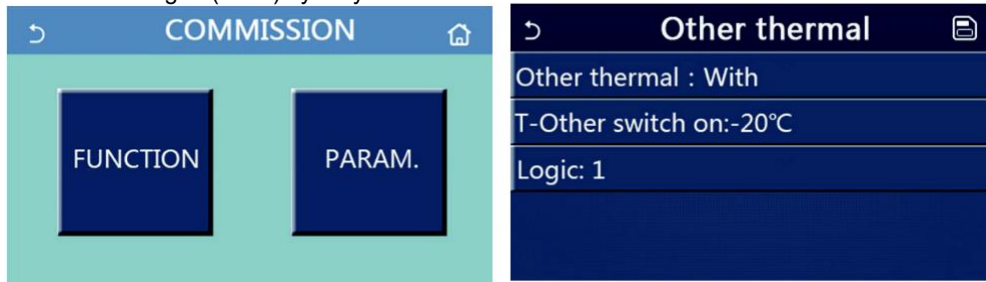 COMMISSION
FUNCTION
PARAM.
Other thermal
Other thermal : With
T-Other switch on:-20℃
Logic: 1